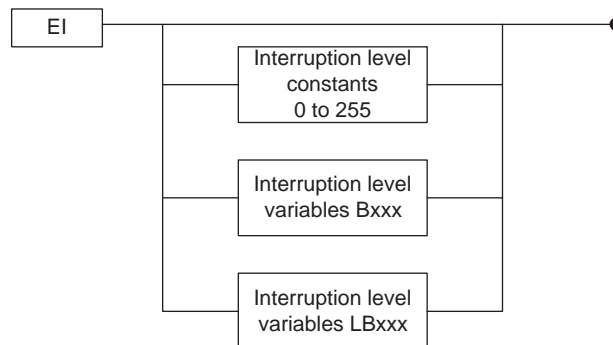 EI
Interruption level
constants
0 to 255
Interruption level
variables Bxxx
Interruption level
variables LBxxx